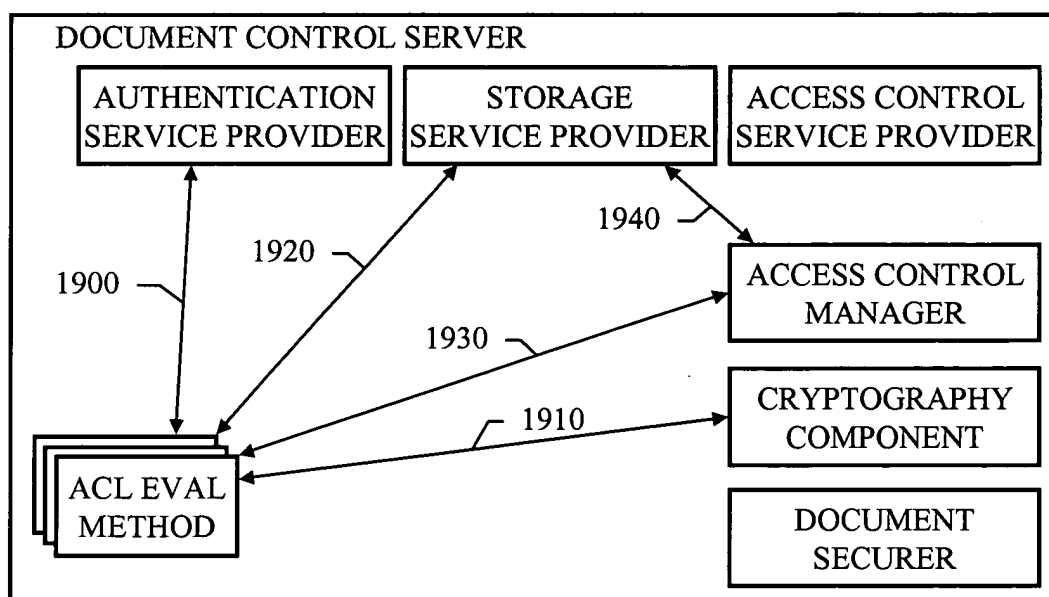 DOCUMENT CONTROL SERVER
AUTHENTICATION
SERVICE PROVIDER
STORAGE
SERVICE PROVIDER
ACCESS CONTROL
SERVICE PROVIDER
1940
1920
1900
ACCESS CONTROL
MANAGER
1930
1910
CRYPTOGRAPHY
COMPONENT
ACL EVAL
METHOD
DOCUMENT
SECURER